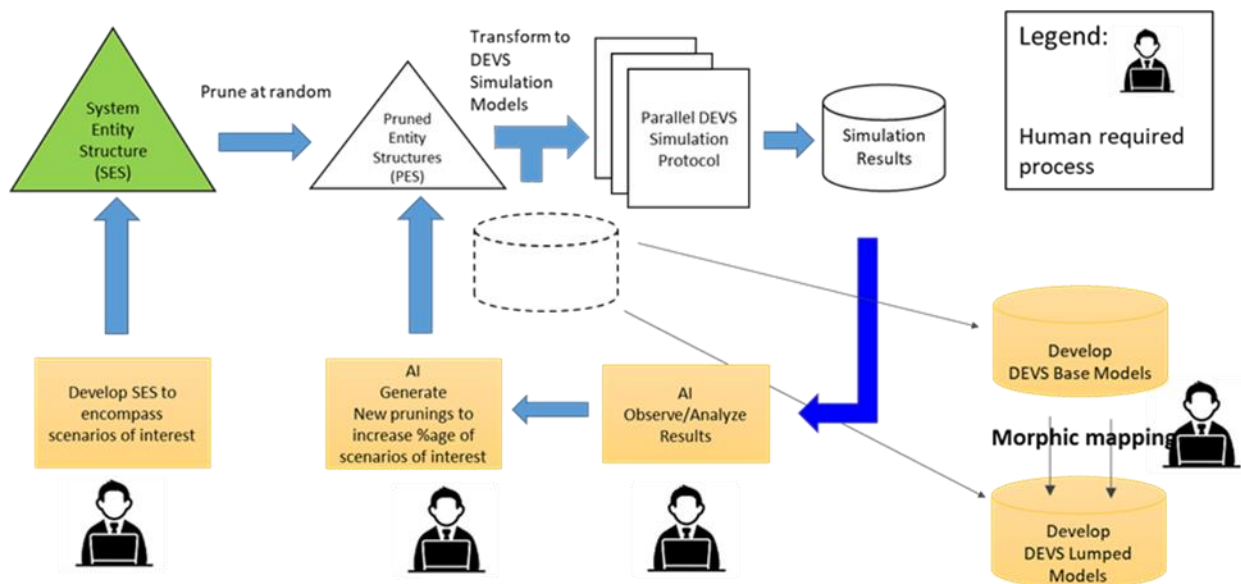 System
Entity
Structure
(SES)
Prune at random
Pruned
Entity
Structures
(PES)
Transform to
DEVS
Simulation
Models
Parallel DEVS
Simulation
Protocol
Simulation
Results
Legend:
Human required
process
Develop SES to
encompass
scenarios of interest
AI
Generate
New prunings to
increase %age of
scenarios of interest
AI
Observe/Analyze
Results
Develop
DEVS Base Models
Morphic mapping
Develop
DEVS Lumped
Models